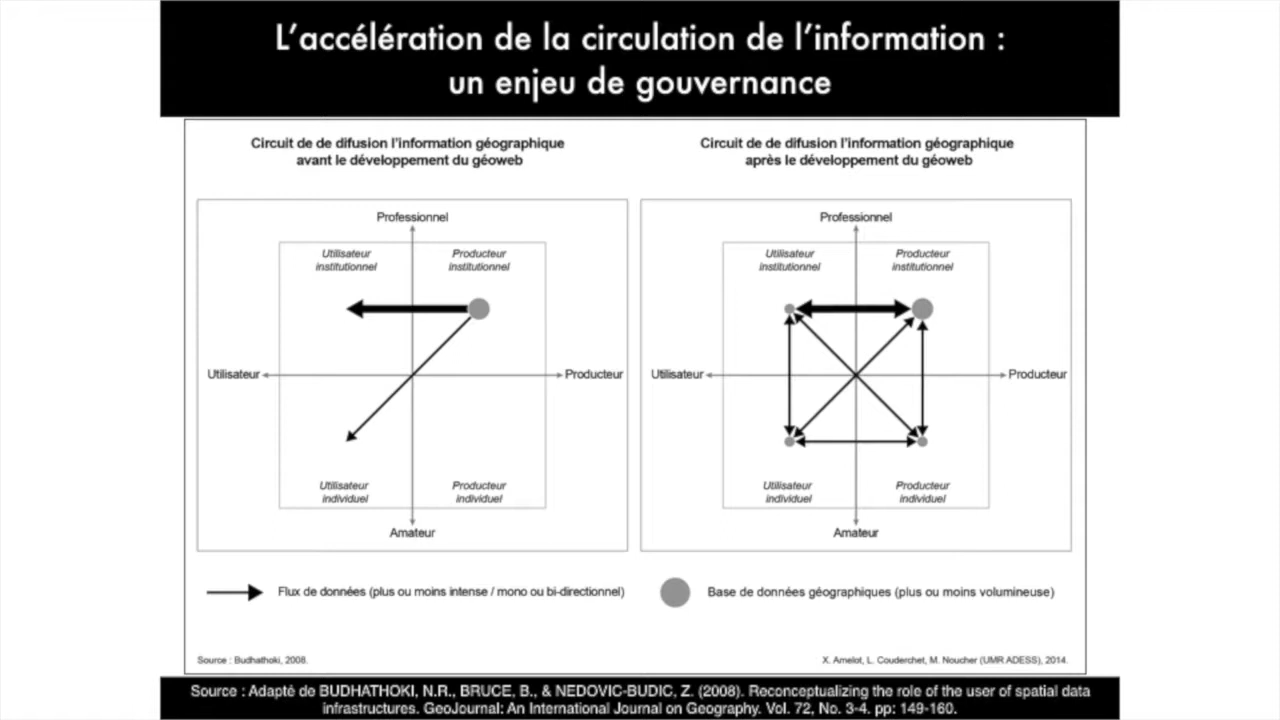 L'accélération de la circulation de l'information :
un enjeu de gouvernance
Circuit de de difusion l'information géographique
avant le développement du géoweb
Professionnel
Utilisateur
institutionnel
Producteur
institutionnel
Utilisateur
Producteur
Utilisateur
individuel
Producteur
individuel
Amateur
Circuit de de difusion l'information géographique
après le développement du géoweb
Professionnel
Utilisateur
institutionnel
Producteur
institutionnel
Utilisateur
Producteur
Utilisateur
individuel
Producteur
individuel
Amateur
Flux de données (plus ou moins intense / mono ou bi-directionnel)
Base de données géographiques (plus ou moins volumineuse)
Source : Budhathoki, 2008.
X. Amelot, L. Couderchet, M. Noucher (UMR ADESS), 2014.
Source : Adapté de BUDHATHOKI, N.R., BRUCE, B., & NEDOVIC-BUDIC, Z. (2008). Reconceptualizing the role of the user of spatial data
infrastructures. GeoJournal: An International Journal on Geography. Vol. 72, No. 3-4. pp: 149-160.